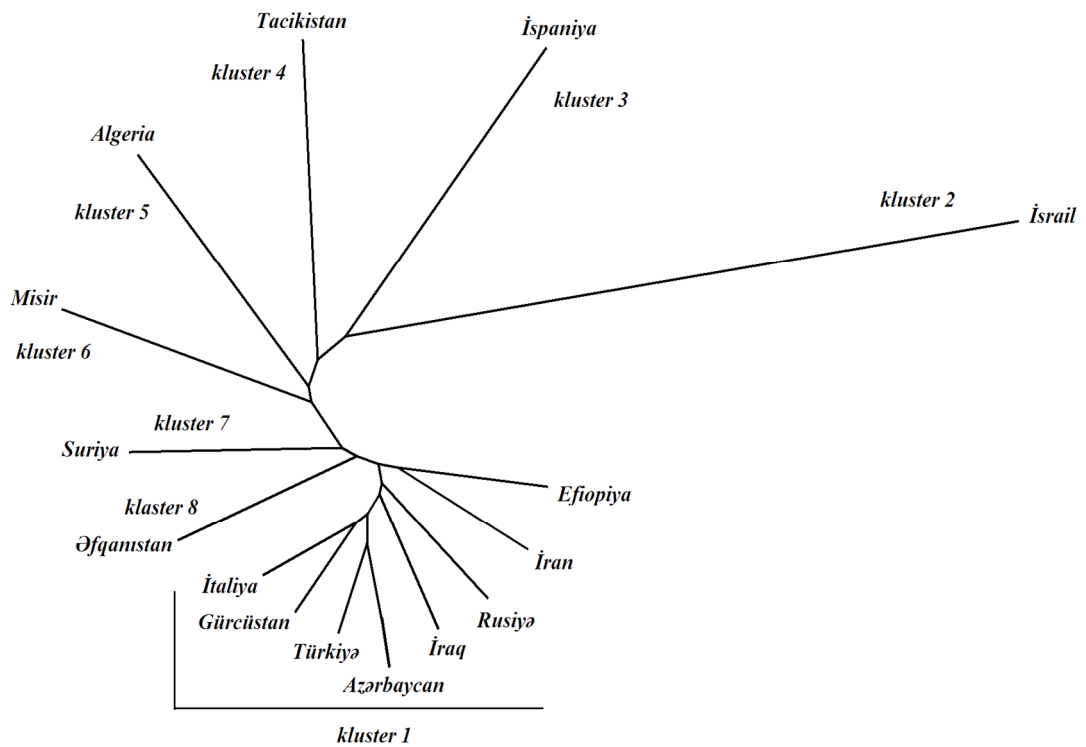 Tacikistan
İspaniya
kluster 4
kluster 3
Algeria
kluster 2
kluster 5
İsrail
Misir
kluster 6
kluster 7
Suriya
Efiopiya
klaster 8
Əfqanıstan
İran
İtaliya
Gürcüstan
Rusiyə
Türkiyə
İraq
Azərbaycan
kluster 1